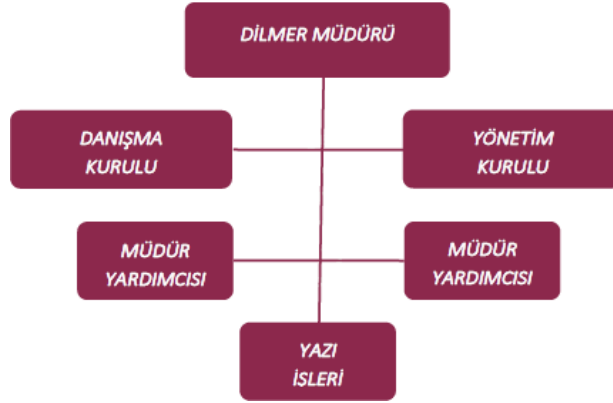 DİLMER MÜDÜRÜ
DANIŞMA
KURULU
YÖNETİM
KURULU
MÜDÜR
YARDIMCISI
MÜDÜR
YARDIMCISI
YAZI
İSLERİ